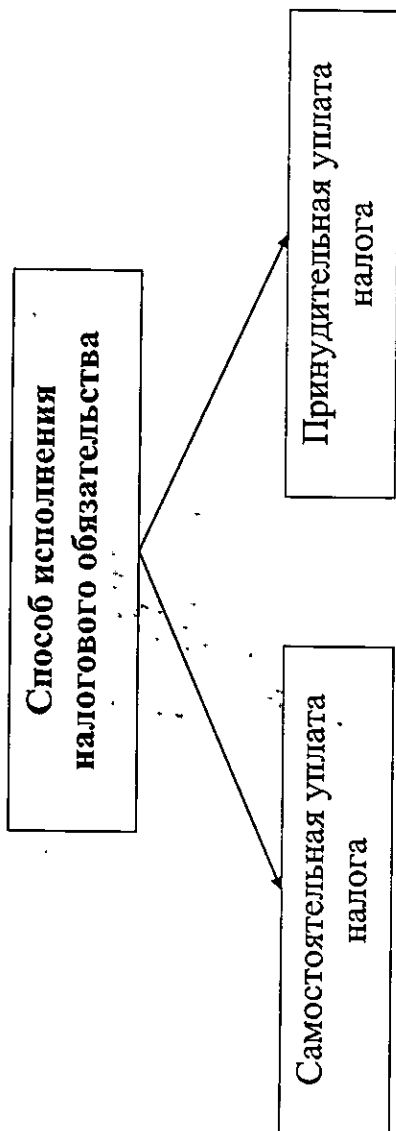 Способ исполнения
налогового обязательства
Самостоятельная уплата
налога
Принудительная уплата
налога